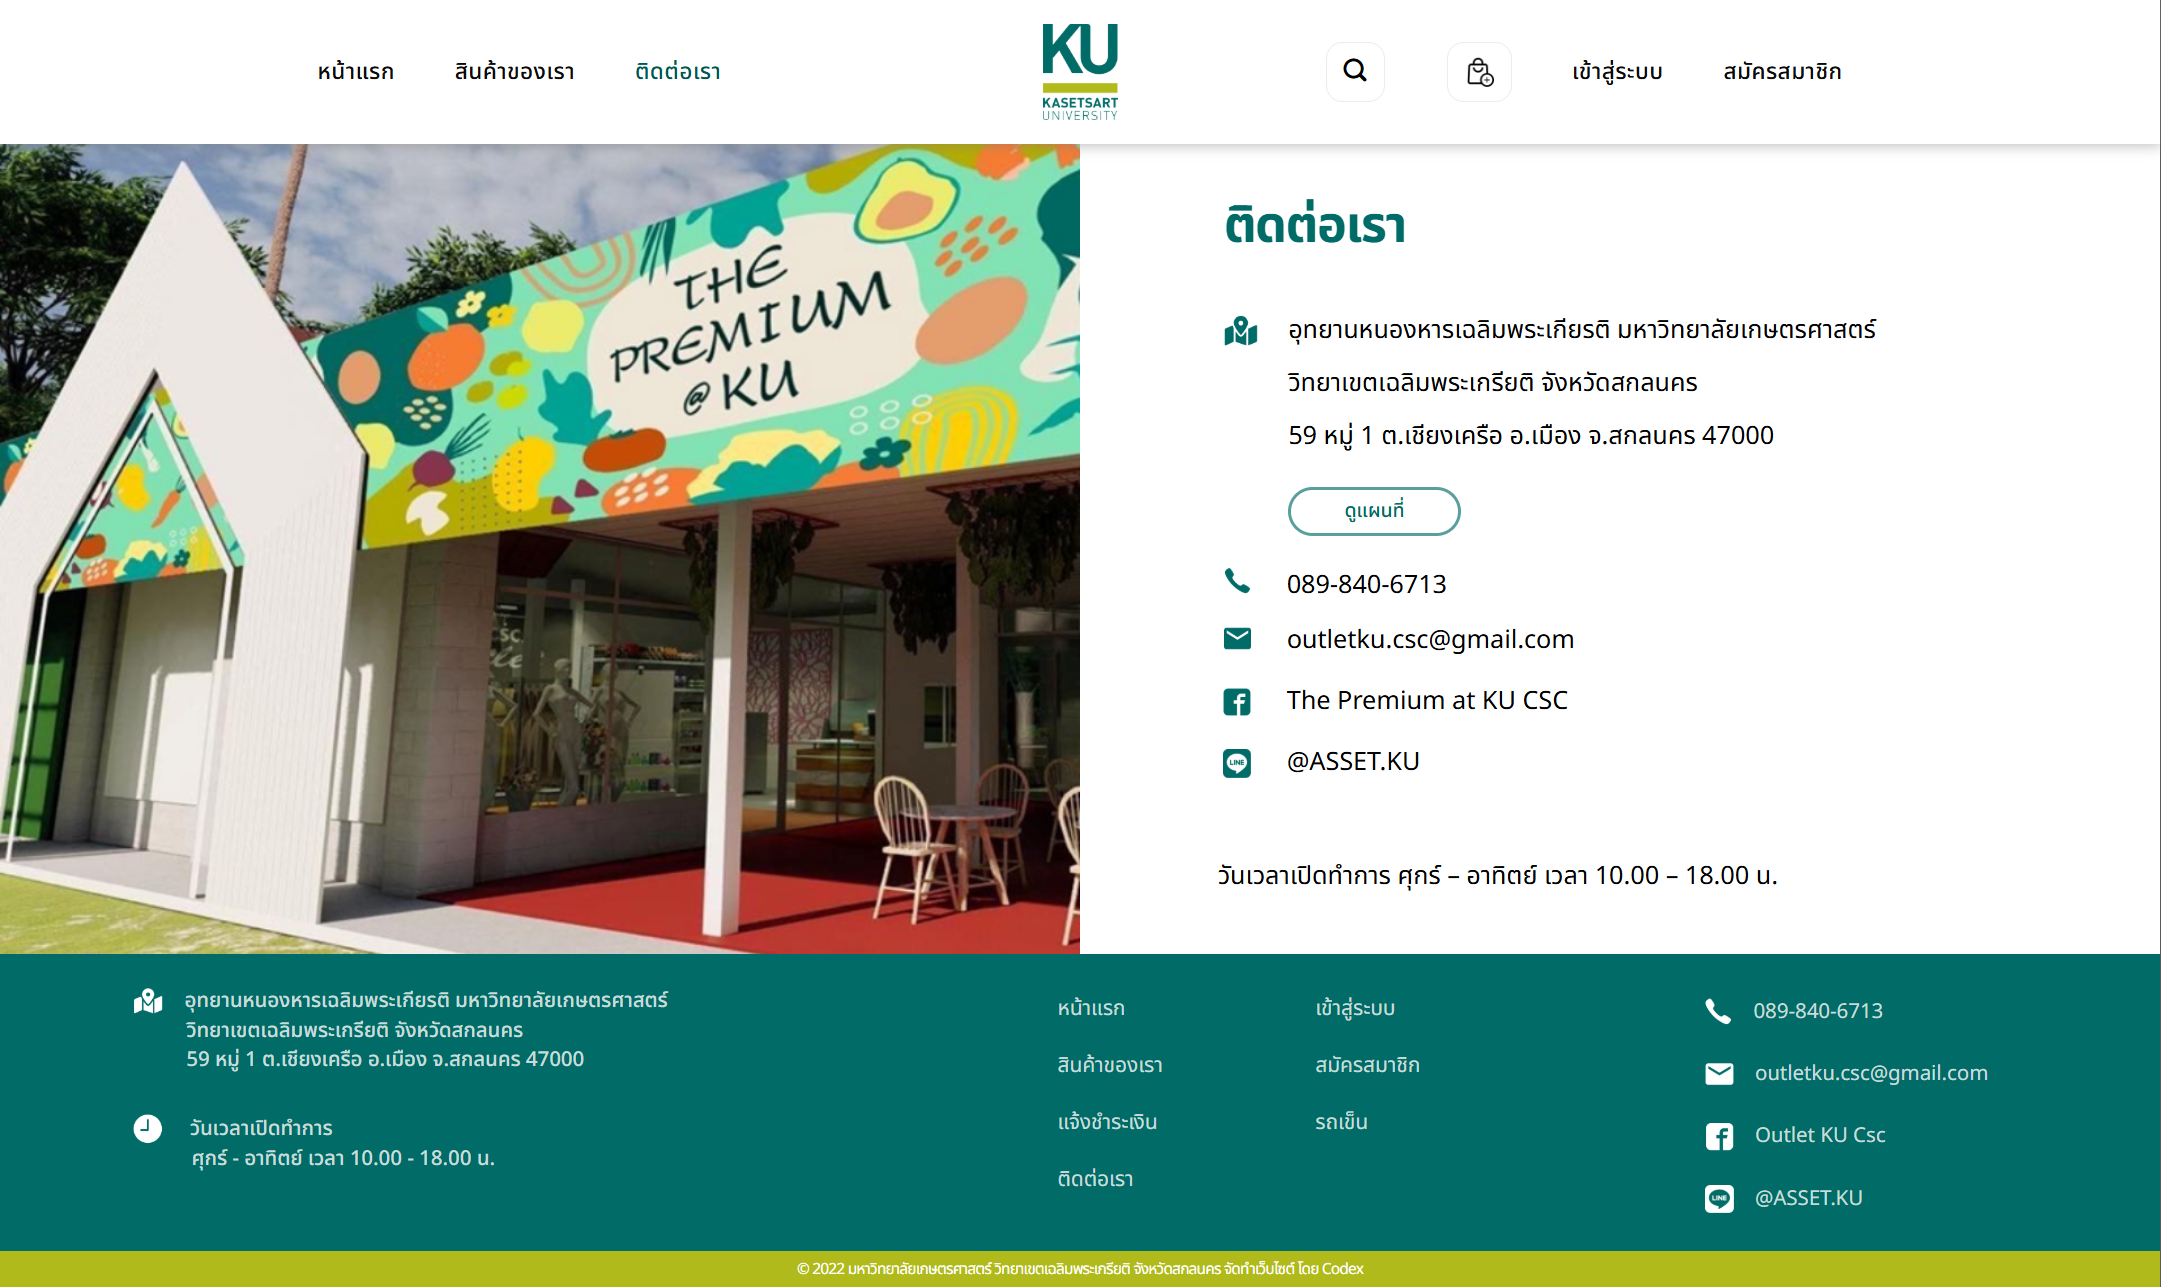 หน้าแรก
สินค้าของเรา
ติดต่อเรา
KU
KASETSART
UNIVERSITY
เข้าสู่ระบบ
สมัครสมาชิก
THE
PREMIUM
@ KU
ติดต่อเรา
อุทยานหนองหารเฉลิมพระเกียรติ มหาวิทยาลัยเกษตรศาสตร์
วิทยาเขตเฉลิมพระเกรียติ จังหวัดสกลนคร
59 หมู่ 1 ต.เชียงเครือ อ.เมือง จ.สกลนคร 47000
ดูแผนที่
089-840-6713
outletku.csc@gmail.com
The Premium at KU CSC
LINE
@ASSET.KU
วันเวลาเปิดทำการ ศุกร์ – อาทิตย์ เวลา 10.00 – 18.00 น.
อุทยานหนองหารเฉลิมพระเกียรติ มหาวิทยาลัยเกษตรศาสตร์
วิทยาเขตเฉลิมพระเกรียติ จังหวัดสกลนคร
59 หมู่ 1 ต.เชียงเครือ อ.เมือง จ.สกลนคร 47000
วันเวลาเปิดทำการ
ศุกร์ - อาทิตย์ เวลา 10.00 - 18.00 น.
หน้าแรก
สินค้าของเรา
แจ้งชำระเงิน
ติดต่อเรา
เข้าสู่ระบบ
สมัครสมาชิก
รถเข็น
089-840-6713
outletku.csc@gmail.com
Outlet KU Csc
LINE
@ASSET.KU
© 2022 มหาวิทยาลัยเกษตรศาสตร์ วิทยาเขตเฉลิมพระเกรียติ จังหวัดสกลนคร จัดทำเว็บไซต์ โดย Codex